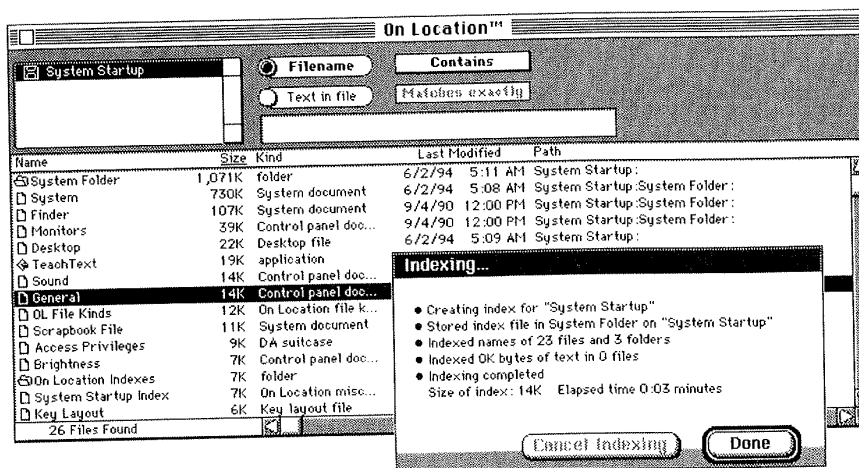 On Location™
System Startup
Filename
Contains
Text in file
Matches exactly
Name Size Kind Last Modified Path
System Folder 1,071K folder 6/2/94 5:11 AM System Startup:
System 730K System document 6/2/94 5:08 AM System Startup:System Folder:
Finder 107K System document 9/4/90 12:00 PM System Startup:System Folder:
Monitors 39K Control panel doc... 9/4/90 12:00 PM System Startup:System Folder:
Desktop 22K Desktop file 6/2/94 5:09 AM System Startup:
TeachText 19K application
Sound 14K Control panel doc...
General 14K Control panel doc...
OL File Kinds 12K On Location file k...
Scrapbook File 11K System document
Access Privileges 9K DA suitcase
Brightness 7K Control panel doc...
On Location Indexes 7K folder
System Startup Index 7K On Location misc...
Key Layout 6K Key layout file
26 Files Found
Indexing...
• Creating index for "System Startup"
• Stored index file in System Folder on "System Startup"
• Indexed names of 23 files and 3 folders
• Indexed 0K bytes of text in 0 files
• Indexing completed
Size of index: 14K Elapsed time 0:03 minutes
Cancel Indexing
Done